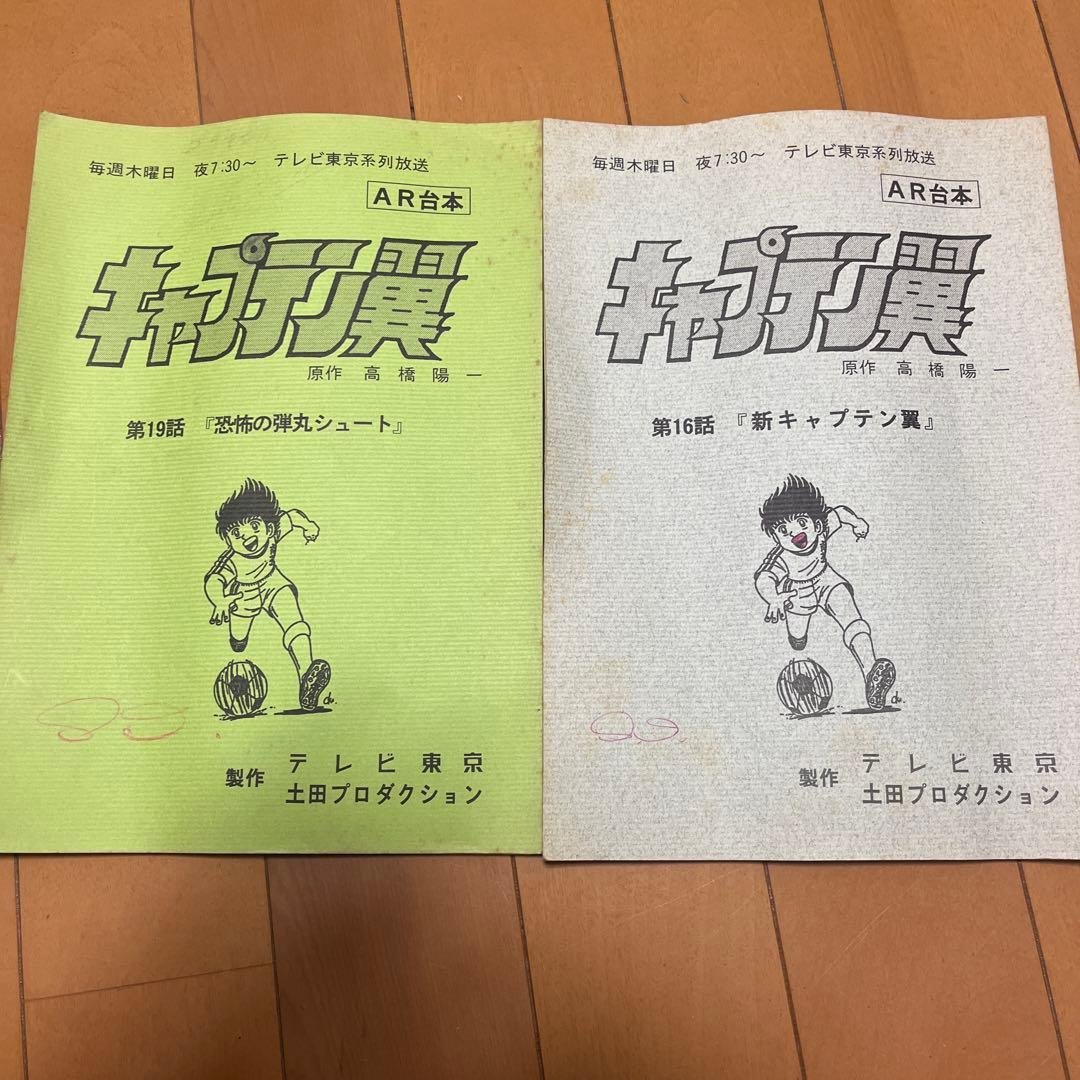 毎週木曜日 夜7:30～ テレビ東京系列放送
AR台本
キャプテン翼
原作 高橋陽一
第19話 『恐怖の弾丸シュート』
製作 テレビ東京
土田プロダクション
毎週木曜日 夜7:30～ テレビ東京系列放送
AR台本
キャプテン翼
原作 高橋陽一
第16話 『新キャプテン翼』
製作 テレビ東京
土田プロダクション